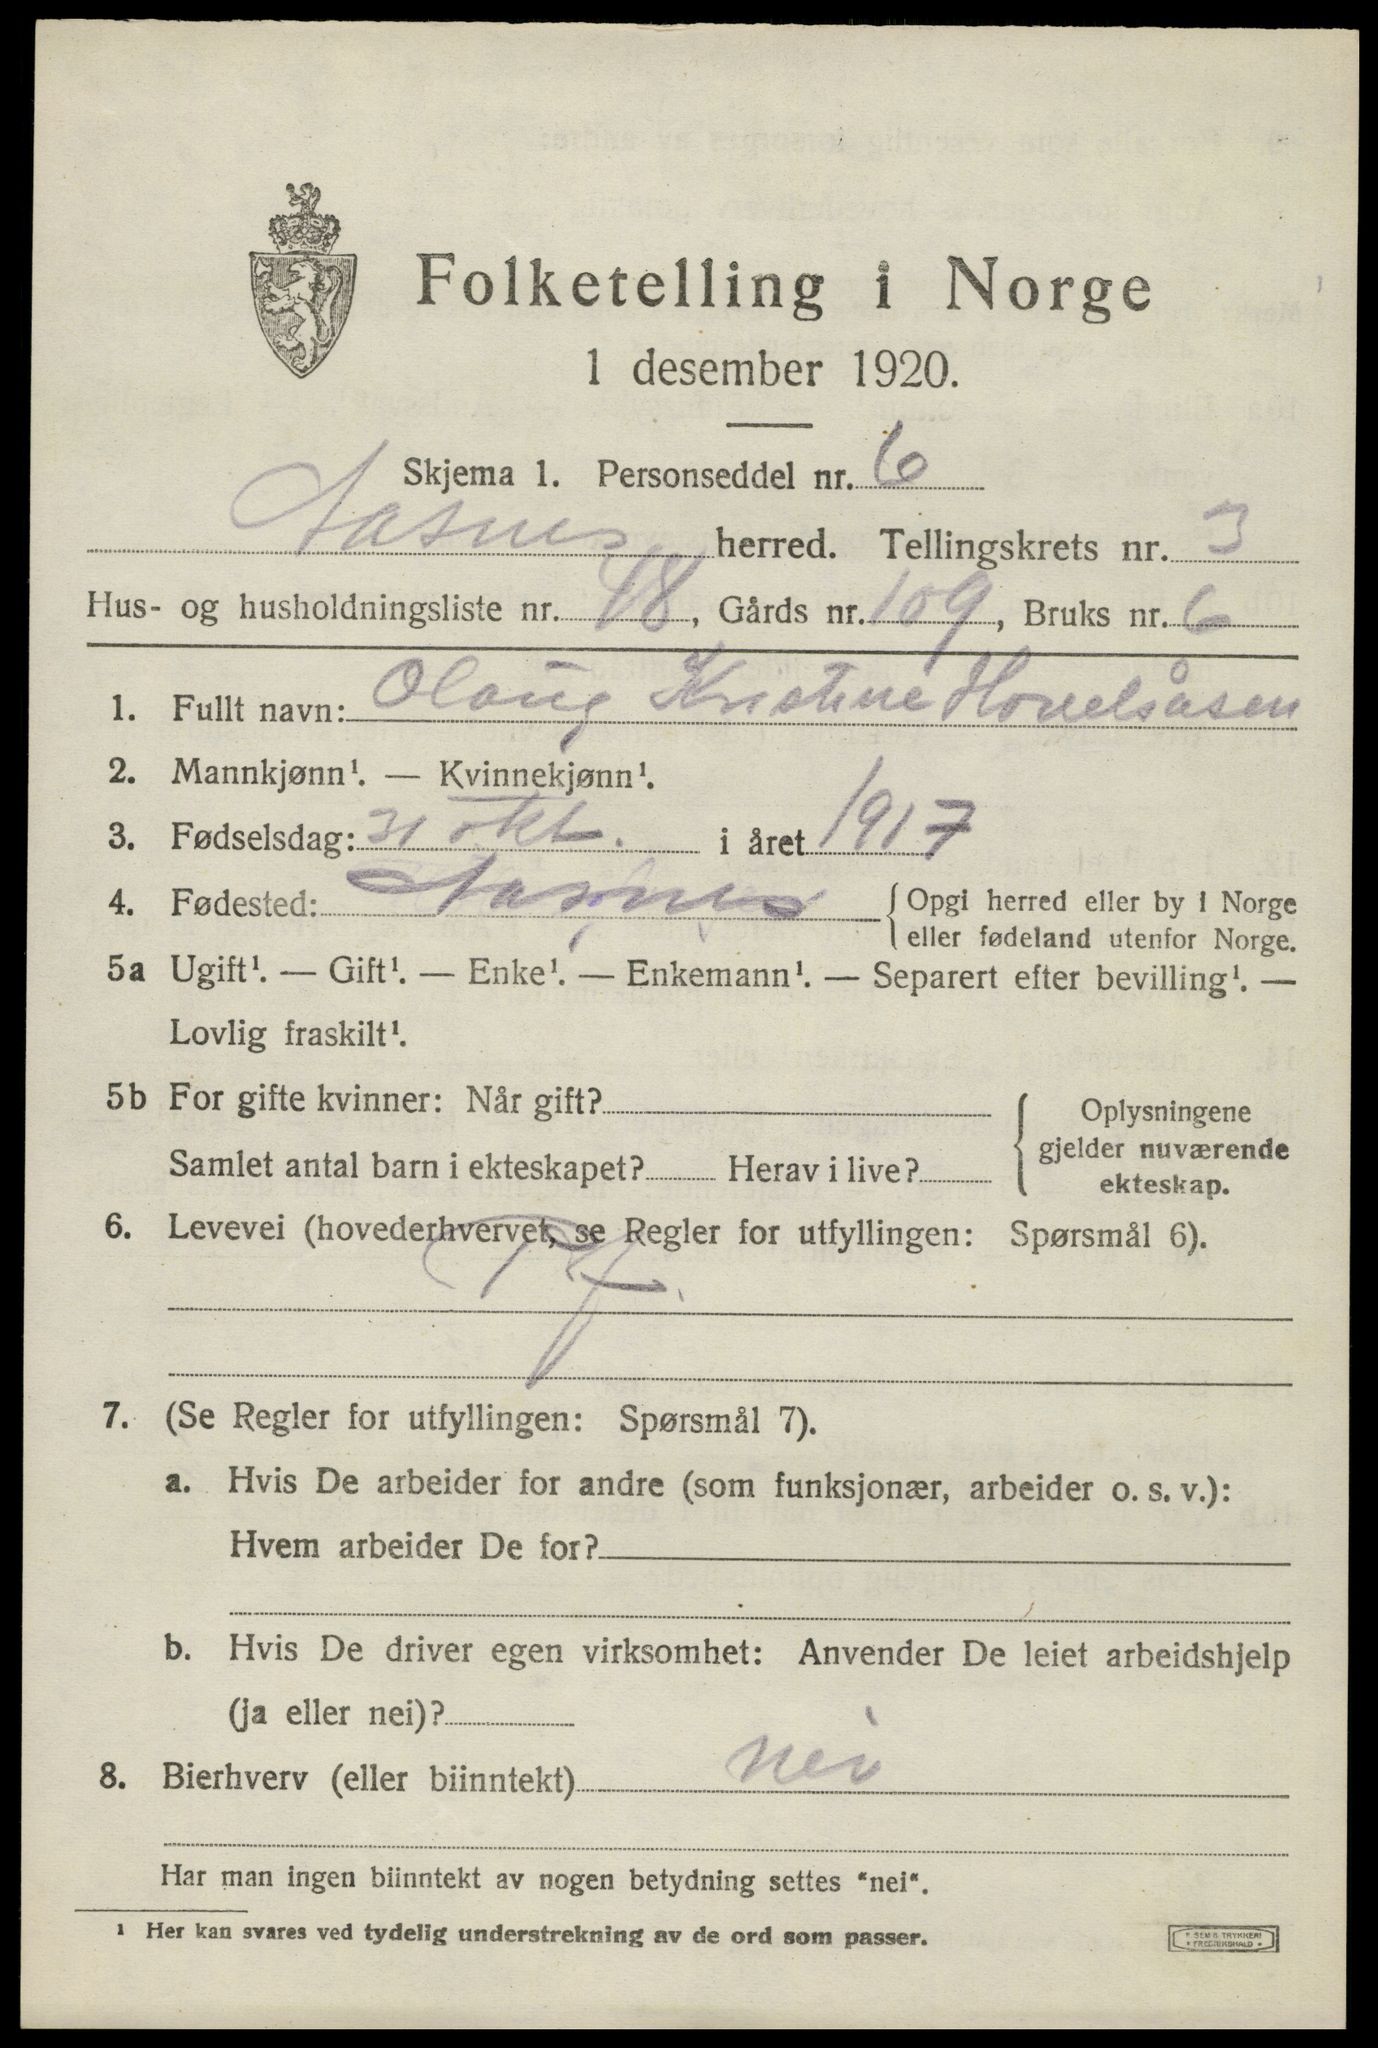 Folketelling i Norge
1 desember 1920.
Skjema 1. Personseddel nr. 6
Aasnes herred. Tellingskrets nr. 3
Hus- og husholdningsliste nr. 48, Gårds nr. 109, Bruks nr. 6
1. Fullt navn: Olaug Kristine Hovelsåsen
2. Mannkjønn¹. — Kvinnekjønn¹.
3. Fødselsdag: 31 okt. i året 1917
4. Fødested: Aasnes { Opgi herred eller by i Norge
eller fødeland utenfor Norge.
5a Ugift¹. — Gift¹. — Enke¹. — Enkemann¹. — Separert efter bevilling¹. —
Lovlig fraskilt¹.
5b For gifte kvinner: Når gift?
Samlet antal barn i ekteskapet? Herav i live?
Oplysningene
gjelder nuværende
ekteskap.
6. Levevei (hovederhvervet, se Regler for utfyllingen: Spørsmål 6).
7. (Se Regler for utfyllingen: Spørsmål 7).
a. Hvis De arbeider for andre (som funksjonær, arbeider o. s. v.):
Hvem arbeider De for?
b. Hvis De driver egen virksomhet: Anvender De leiet arbeidshjelp
(ja eller nei)?
8. Bierhverv (eller biinntekt) nei
Har man ingen biinntekt av nogen betydning settes "nei".
¹ Her kan svares ved tydelig understrekning av de ord som passer.
SEM & TRYKKERI
FREDRIKSHALD